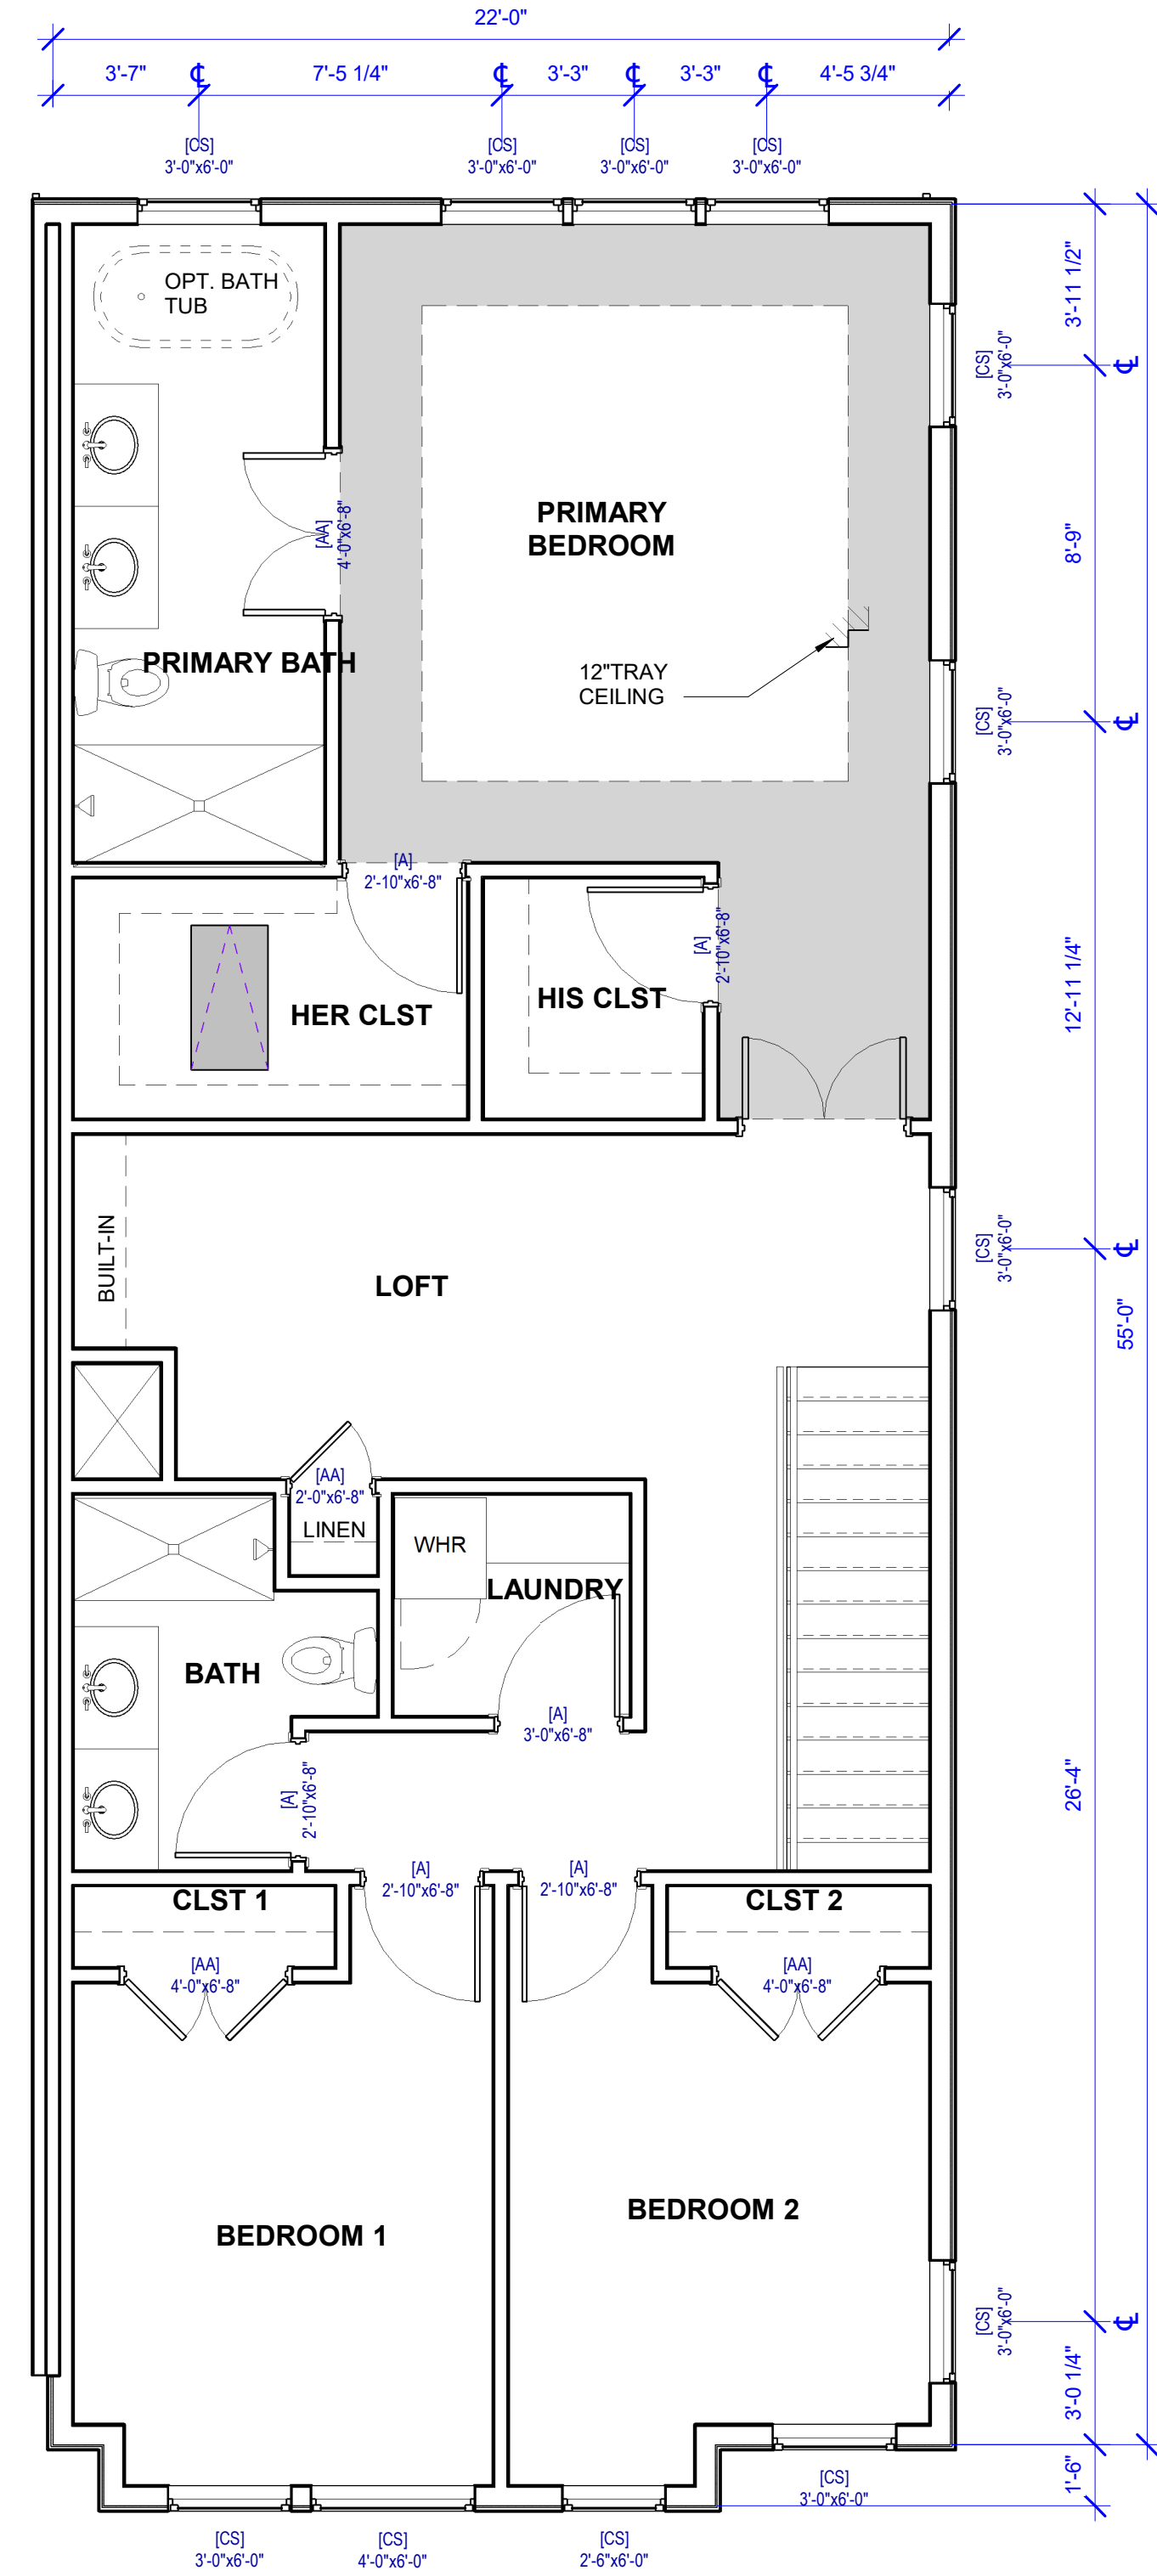 22'-0"
3'-7"
℄
7'-5 1/4"
℄
3'-3"
℄
3'-3"
℄
4'-5 3/4"
[CS]
3'-0"x6'-0"
[CS]
3'-0"x6'-0"
[CS]
3'-0"x6'-0"
[CS]
3'-0"x6'-0"
OPT. BATH
TUB
3'-11 1/2"
[CS]
3'-0"x6'-0"
℄
[AA]
4'-0"x6'-8"
PRIMARY
BEDROOM
8'-9"
PRIMARY BATH
12"TRAY
CEILING
[CS]
3'-0"x6'-0"
℄
[A]
2'-10"x6'-8"
[A]
2'-10"x6'-8"
HER CLST
HIS CLST
12'-11 1/4"
BUILT-IN
LOFT
[CS]
3'-0"x6'-0"
℄
55'-0"
[AA]
2'-0"x6'-8"
LINEN
WHR
LAUNDRY
BATH
[A]
3'-0"x6'-8"
[A]
2'-10"x6'-8"
26'-4"
[A]
2'-10"x6'-8"
[A]
2'-10"x6'-8"
CLST 1
CLST 2
[AA]
4'-0"x6'-8"
[AA]
4'-0"x6'-8"
BEDROOM 1
BEDROOM 2
[CS]
3'-0"x6'-0"
℄
3'-0 1/4"
1'-6"
[CS]
3'-0"x6'-0"
[CS]
3'-0"x6'-0"
[CS]
4'-0"x6'-0"
[CS]
2'-6"x6'-0"